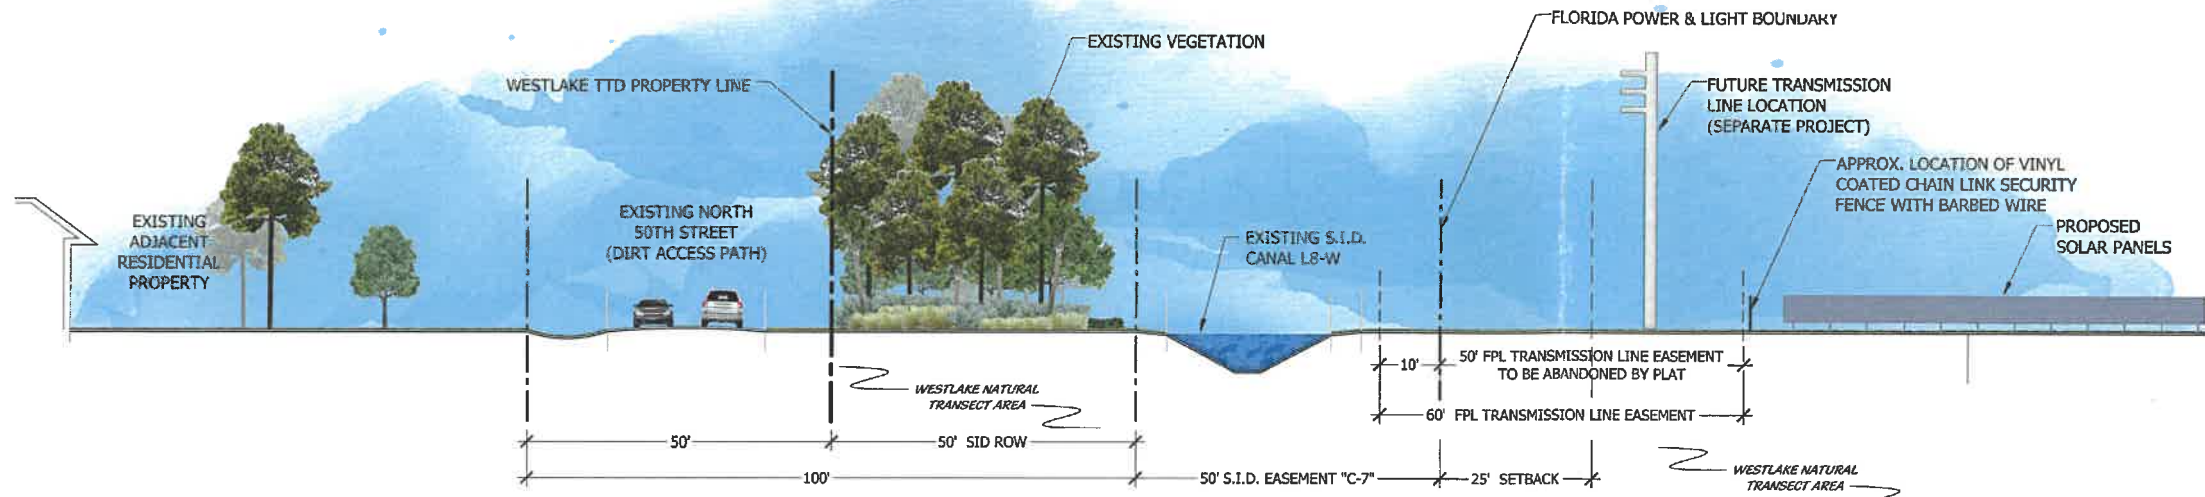 FLORIDA POWER & LIGHT BOUNDARY
EXISTING VEGETATION
WESTLAKE TTD PROPERTY LINE
FUTURE TRANSMISSION
LINE LOCATION
(SEPARATE PROJECT)
APPROX. LOCATION OF VINYL
COATED CHAIN LINK SECURITY
FENCE WITH BARBED WIRE
EXISTING
ADJACENT
RESIDENTIAL
PROPERTY
EXISTING NORTH
50TH STREET
(DIRT ACCESS PATH)
EXISTING S.I.D.
CANAL L8-W
PROPOSED
SOLAR PANELS
10'
50' FPL TRANSMISSION LINE EASEMENT
TO BE ABANDONED BY PLAT
WESTLAKE NATURAL
TRANSECT AREA
60' FPL TRANSMISSION LINE EASEMENT
50'
50' SID ROW
100'
50' S.I.D. EASEMENT "C-7"
25' SETBACK
WESTLAKE NATURAL
TRANSECT AREA